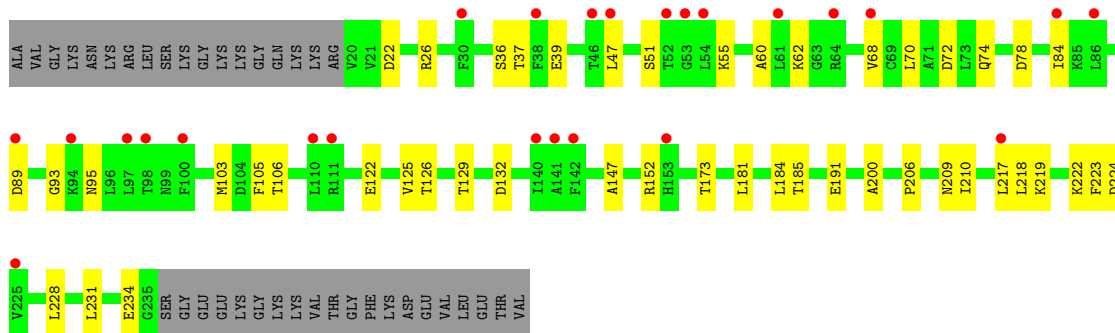 ALA VAL GLY LYS ASN LYS ARG LEU SER LYS GLY LYS LYS GLY GLN LYS LYS ARG V20 V21 D22 R26 F30 S36 T37 F38 E39 T46 L47 S51 T52 G53 L54 K55 A60 L61 K62 G63 R64 V68 C69 L70 A71 D72 L73 Q74 D78 I84 K85 L86
D89 G93 K94 N95 L96 L97 T98 N99 F100 M103 D104 F105 T106 L110 R111 E122 V125 T126 T129 D132 I140 A141 F142 A147 R152 H153 T173 L181 L184 T185 E191 A200 P206 N209 I210 L217 L218 K219 K222 F223
V225 L228 L231 E234 G235 SER GLY GLU GLU LYS GLY LYS LYS VAL THR GLY PHE LYS ASP GLU VAL LEU GLU THR VAL